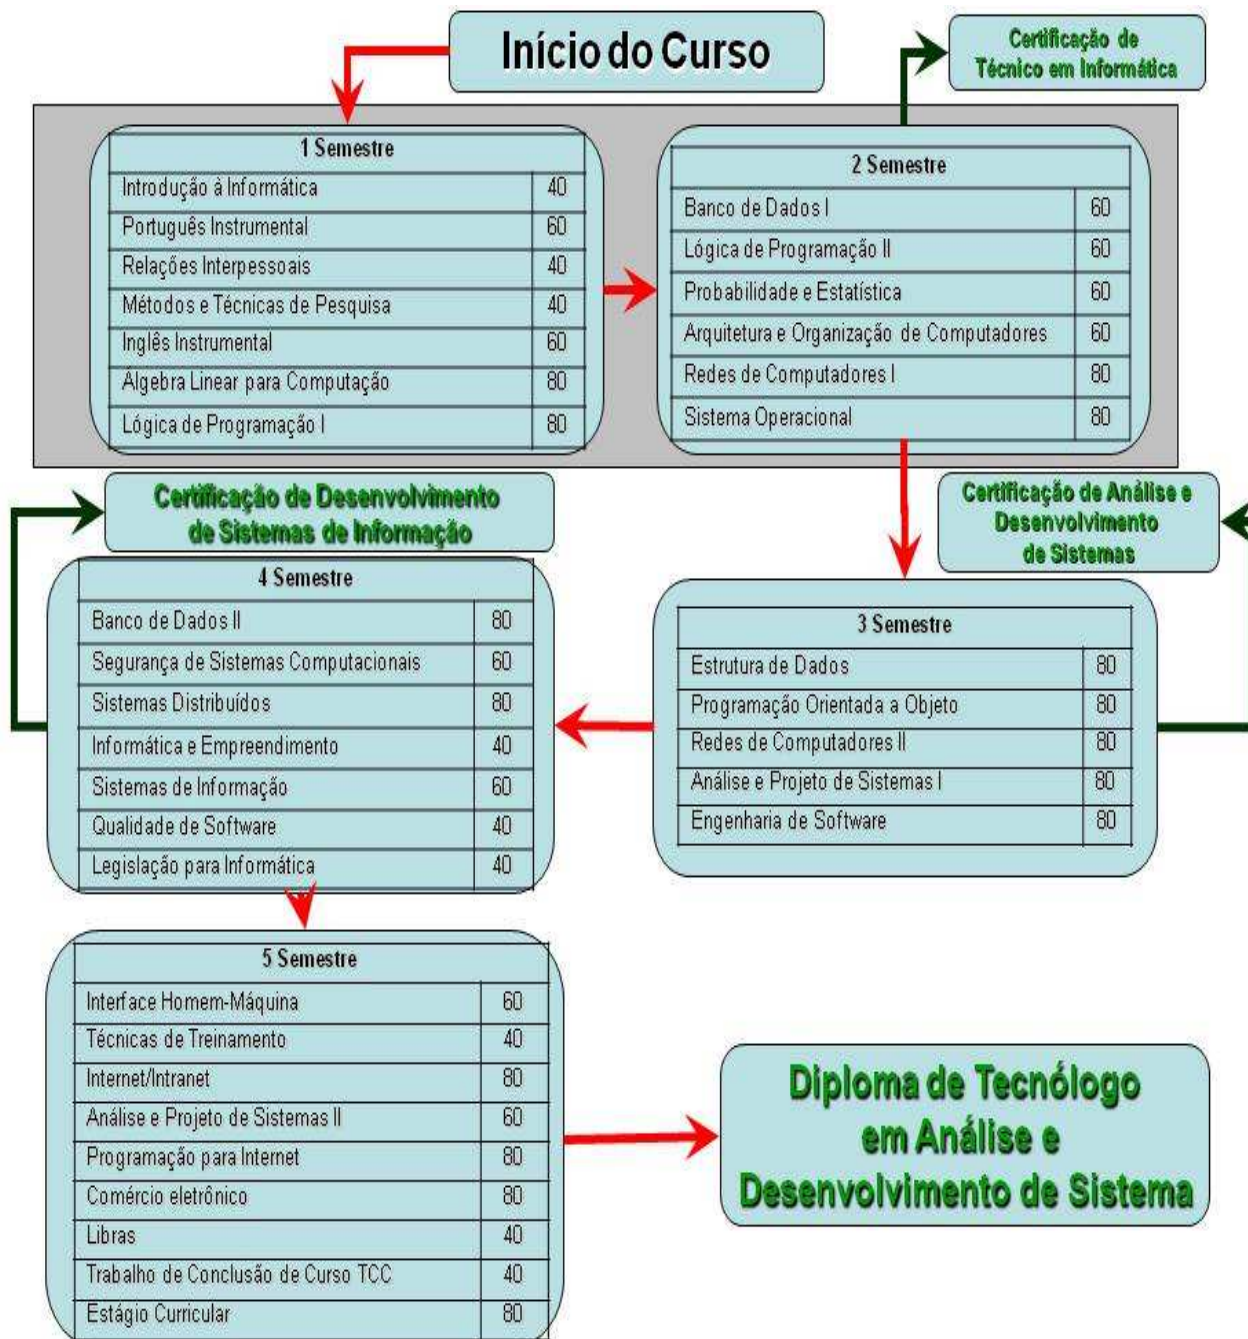 Início do Curso
Certificação de
Técnico em Informática
1 Semestre
Introdução à Informática 40
Português Instrumental 60
Relações Interpessoais 40
Métodos e Técnicas de Pesquisa 40
Inglês Instrumental 60
Álgebra Linear para Computação 80
Lógica de Programação I 80
2 Semestre
Banco de Dados I 60
Lógica de Programação II 60
Probabilidade e Estatística 60
Arquitetura e Organização de Computadores 60
Redes de Computadores I 80
Sistema Operacional 80
Certificação de Desenvolvimento
de Sistemas de Informação
Certificação de Análise e
Desenvolvimento
de Sistemas
4 Semestre
Banco de Dados II 80
Segurança de Sistemas Computacionais 60
Sistemas Distribuídos 80
Informática e Empreendimento 40
Sistemas de Informação 60
Qualidade de Software 40
Legislação para Informática 40
3 Semestre
Estrutura de Dados 80
Programação Orientada a Objeto 80
Redes de Computadores II 80
Análise e Projeto de Sistemas I 80
Engenharia de Software 80
5 Semestre
Interface Homem-Máquina 60
Técnicas de Treinamento 40
Internet/Intranet 80
Análise e Projeto de Sistemas II 60
Programação para Internet 80
Comércio eletrônico 80
Libras 40
Trabalho de Conclusão de Curso TCC 40
Estágio Curricular 80
Diploma de Tecnólogo
em Análise e
Desenvolvimento de Sistema